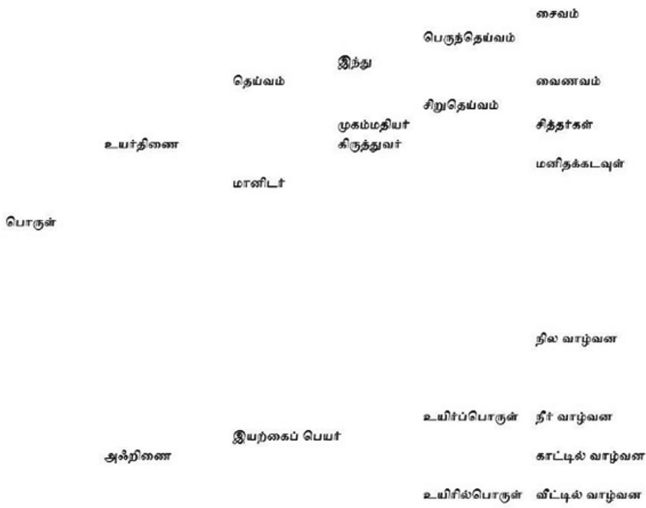 சைவம்
பெருந்தெய்வம்
இந்து
தெய்வம் வைணவம்
சிறுதெய்வம்
முகம்மதியர் சித்தர்கள்
உயர்திணை கிருத்துவர்
மனிதக்கடவுள்
மானிடர்
பொருள்
நில வாழ்வன
உயிர்ப்பொருள் நீர் வாழ்வன
இயற்கைப் பெயர்
அஃறிணை காட்டில் வாழ்வன
உயிரில்பொருள் வீட்டில் வாழ்வன